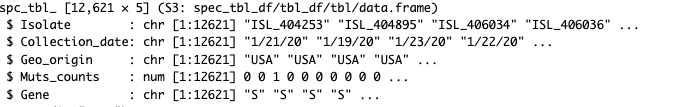 spc_tbl_ [12,621 × 5] (S3: spec_tbl_df/tbl_df/tbl/data.frame)
$ Isolate : chr [1:12621] "ISL_404253" "ISL_404895" "ISL_406034" "ISL_406036" ...
$ Collection_date: chr [1:12621] "1/21/20" "1/19/20" "1/23/20" "1/22/20" ...
$ Geo_origin : chr [1:12621] "USA" "USA" "USA" "USA" ...
$ Muts_counts : num [1:12621] 0 0 1 0 0 0 0 0 0 0 ...
$ Gene : chr [1:12621] "S" "S" "S" "S" ...